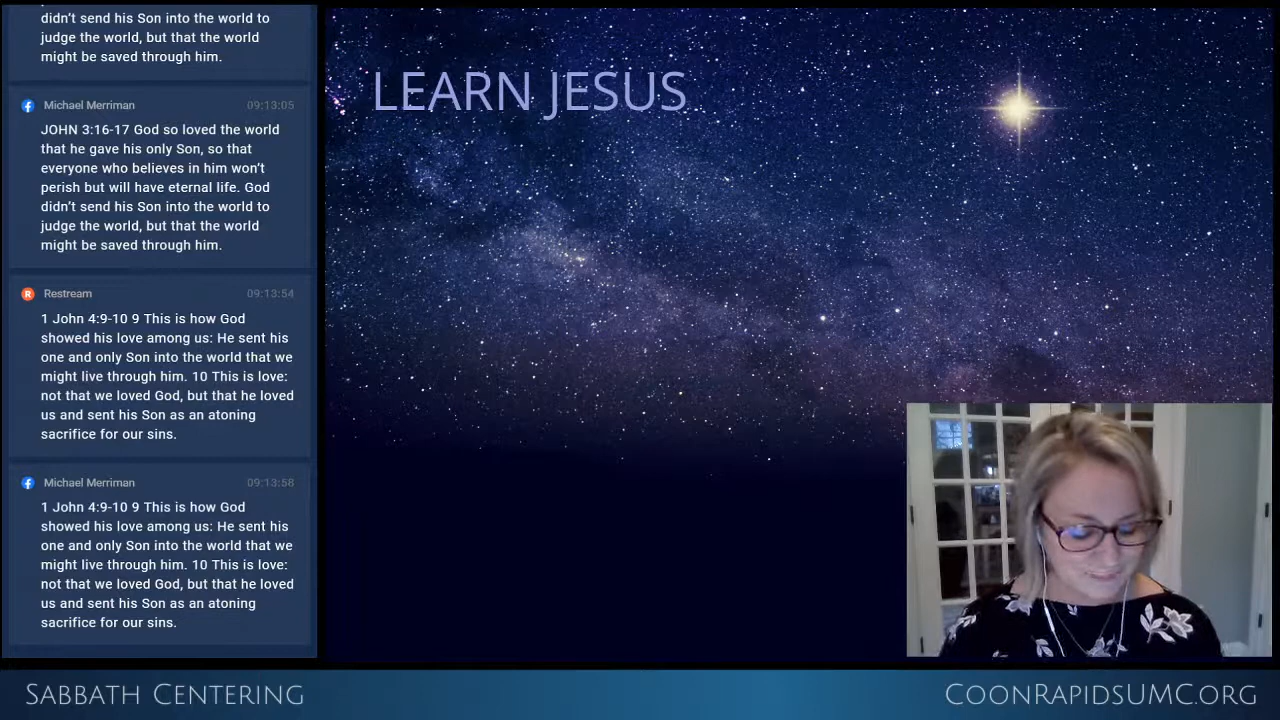 didn't send his Son into the world to
judge the world, but that the world
might be saved through him.
Michael Merriman 09:13:05
JOHN 3:16-17 God so loved the world
that he gave his only Son, so that
everyone who believes in him won't
perish but will have eternal life. God
didn't send his Son into the world to
judge the world, but that the world
might be saved through him.
Restream 09:13:54
1 John 4:9-10 9 This is how God
showed his love among us: He sent his
one and only Son into the world that we
might live through him. 10 This is love:
not that we loved God, but that he loved
us and sent his Son as an atoning
sacrifice for our sins.
Michael Merriman 09:13:58
1 John 4:9-10 9 This is how God
showed his love among us: He sent his
one and only Son into the world that we
might live through him. 10 This is love:
not that we loved God, but that he loved
us and sent his Son as an atoning
sacrifice for our sins.
LEARN JESUS
SABBATH CENTERING
COONRAPIDSUMC.ORG